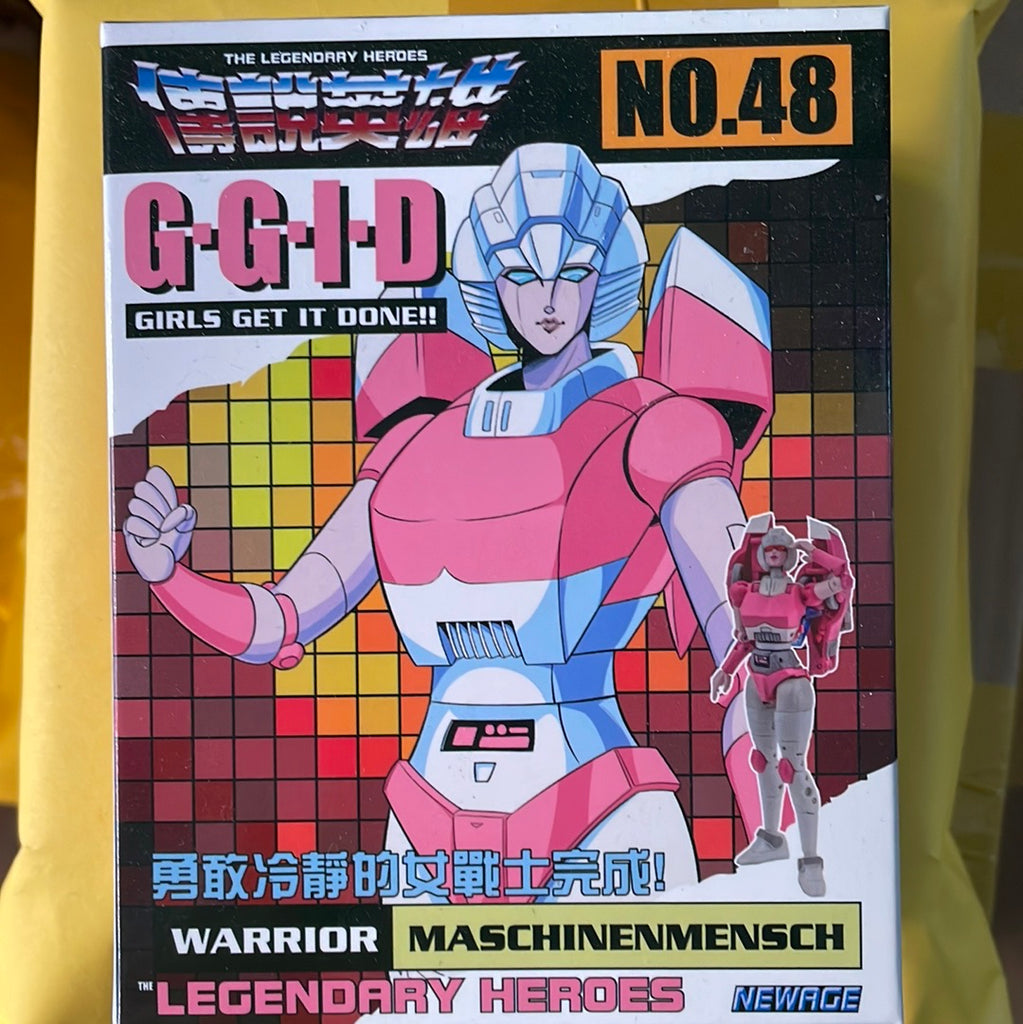 THE LEGENDARY HEROES
傳說英雄
NO.48
G·G·I·D
GIRLS GET IT DONE!!
勇敢冷靜的女戰士完成!
WARRIOR MASCHINENMENSCH
THE LEGENDARY HEROES
NEWAGE